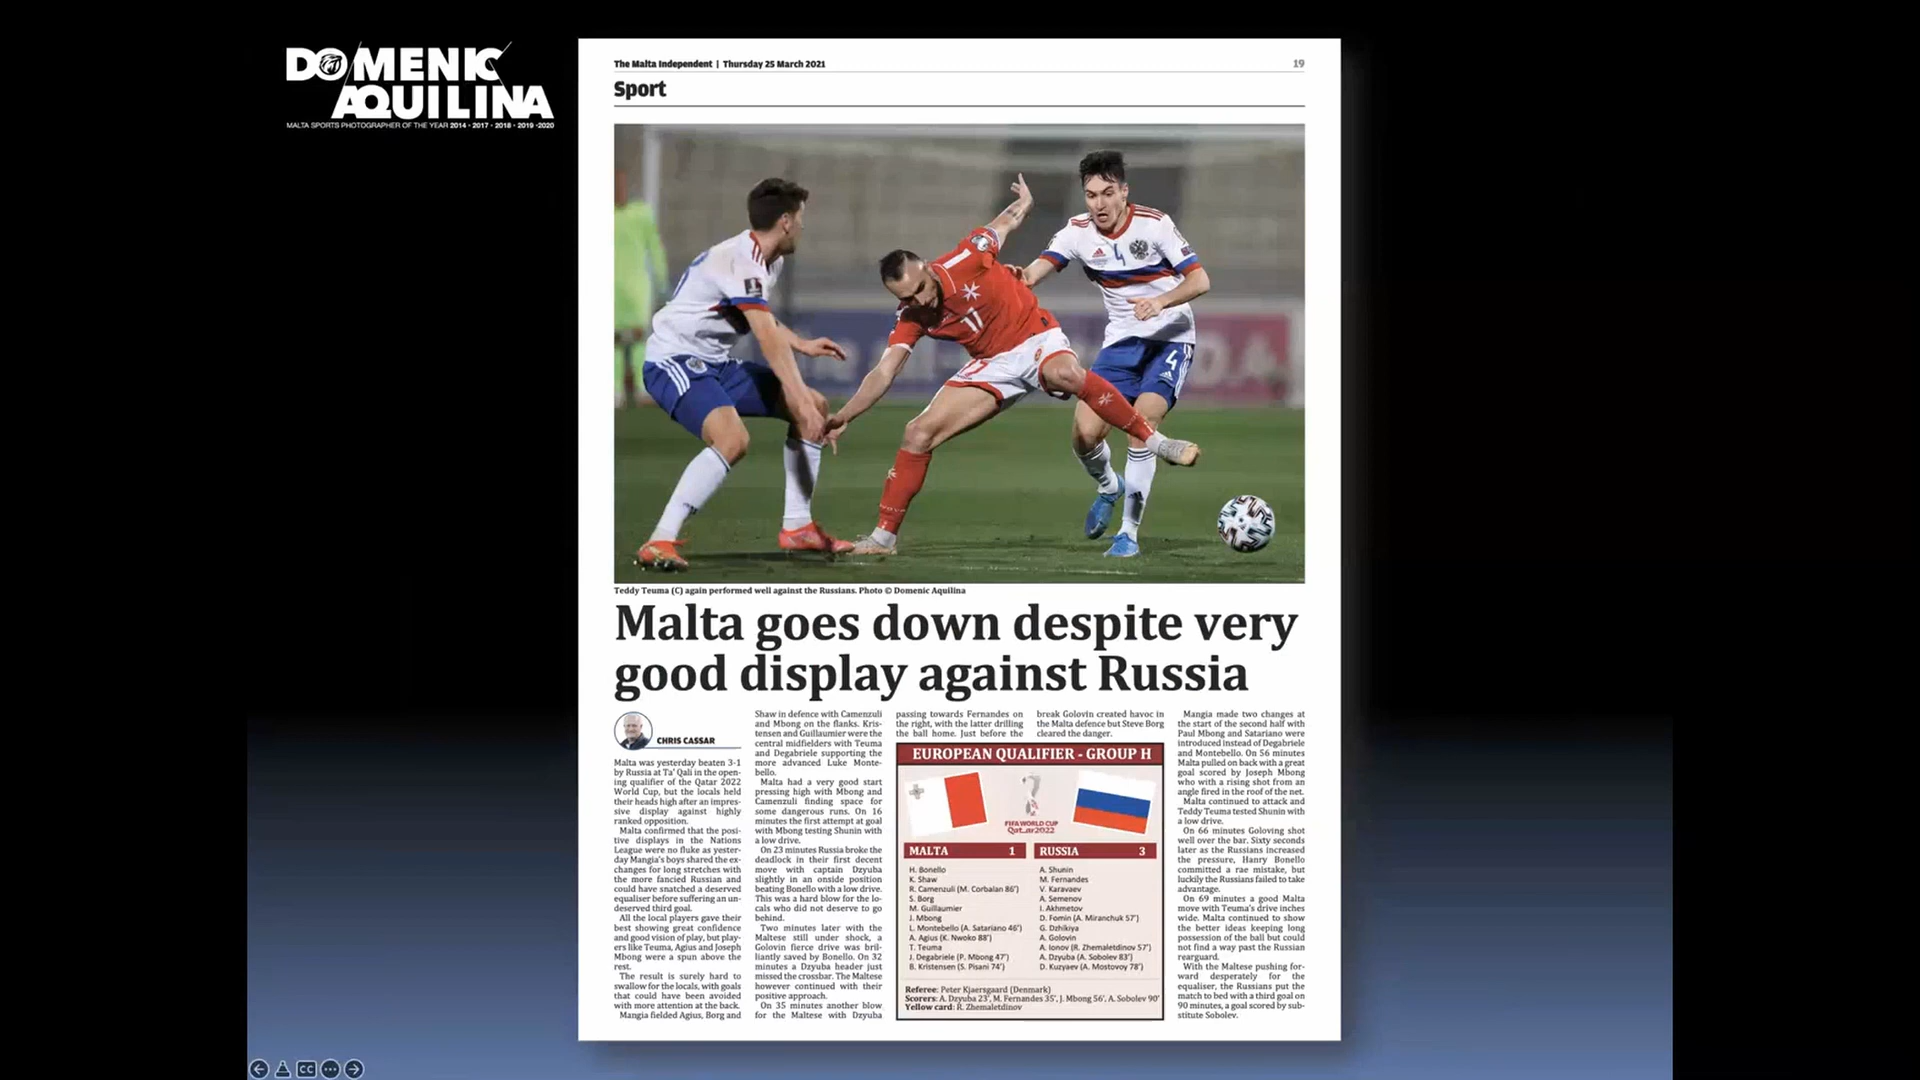 DOMENIC
AQUILINA
MALTA SPORTS PHOTOGRAPHER OF THE YEAR 2014 - 2017 - 2018 - 2019 -2020
The Malta Independent | Thursday 25 March 2021
19
Sport
1
17
17
4
4
Teddy Teuma (C) again performed well against the Russians. Photo © Domenic Aquilina
Malta goes down despite very
good display against Russia
CHRIS CASSAR
Malta was yesterday beaten 3-1
by Russia at Ta' Qali in the open-
ing qualifier of the Qatar 2022
World Cup, but the locals held
their heads high after an impres-
sive display against highly
ranked opposition.
Malta confirmed that the posi-
tive displays in the Nations
League were no fluke as yester-
day Mangia's boys shared the ex-
changes for long stretches with
the more fancied Russian and
could have snatched a deserved
equaliser before suffering an un-
deserved third goal.
All the local players gave their
best showing great confidence
and good vision of play, but play-
ers like Teuma, Agius and Joseph
Mbong were a spun above the
rest.
The result is surely hard to
swallow for the locals, with goals
that could have been avoided
with more attention at the back.
Mangia fielded Agius, Borg and
Shaw in defence with Camenzuli
and Mbong on the flanks. Kris-
tensen and Guillaumier were the
central midfielders with Teuma
and Degabriele supporting the
more advanced Luke Monte-
bello.
Malta had a very good start
pressing high with Mbong and
Camenzuli finding space for
some dangerous runs. On 16
minutes the first attempt at goal
with Mbong testing Shunin with
a low drive.
On 23 minutes Russia broke the
deadlock in their first decent
move with captain Dzyuba
slightly in an onside position
beating Bonello with a low drive.
This was a hard blow for the lo-
cals who did not deserve to go
behind.
Two minutes later with the
Maltese still under shock, a
Golovin fierce drive was bril-
liantly saved by Bonello. On 32
minutes a Dzyuba header just
missed the crossbar. The Maltese
however continued with their
positive approach.
On 35 minutes another blow
for the Maltese with Dzyuba
passing towards Fernandes on
the right, with the latter drilling
the ball home. Just before the
break Golovin created havoc in
the Malta defence but Steve Borg
cleared the danger.
EUROPEAN QUALIFIER - GROUP H
FIFA WORLD CUP
Qatar2022
MALTA 1
H. Bonello
K. Shaw
R. Camenzuli (M. Corbalan 86')
S. Borg
M. Guillaumier
J. Mbong
L. Montebello (A. Satariano 46')
A. Agius (K. Nwoko 88')
T. Teuma
J. Degabriele (P. Mbong 47')
B. Kristensen (S. Pisani 74')
RUSSIA 3
A. Shunin
M. Fernandes
V. Karavaev
A. Semenov
I. Akhmetov
D. Fomin (A. Miranchuk 57')
G. Dzhikiya
A. Golovin
A. Ionov (R. Zhemaletdinov 57')
A. Dzyuba (A. Sobolev 83')
D. Kuzyaev (A. Mostovoy 78')
Referee: Peter Kjaersgaard (Denmark)
Scorers: A. Dzyuba 23', M. Fernandes 35', J. Mbong 56', A. Sobolev 90'
Yellow card: R. Zhemaletdinov
Mangia made two changes at
the start of the second half with
Paul Mbong and Satariano were
introduced instead of Degabriele
and Montebello. On 56 minutes
Malta pulled on back with a great
goal scored by Joseph Mbong
who with a rising shot from an
angle fired in the roof of the net.
Malta continued to attack and
Teddy Teuma tested Shunin with
a low drive.
On 66 minutes Goloving shot
well over the bar. Sixty seconds
later as the Russians increased
the pressure, Hanry Bonello
committed a rae mistake, but
luckily the Russians failed to take
advantage.
On 69 minutes a good Malta
move with Teuma's drive inches
wide. Malta continued to show
the better ideas keeping long
possession of the ball but could
not find a way past the Russian
rearguard.
With the Maltese pushing for-
ward desperately for the
equaliser, the Russians put the
match to bed with a third goal on
90 minutes, a goal scored by sub-
stitute Sobolev.
CC